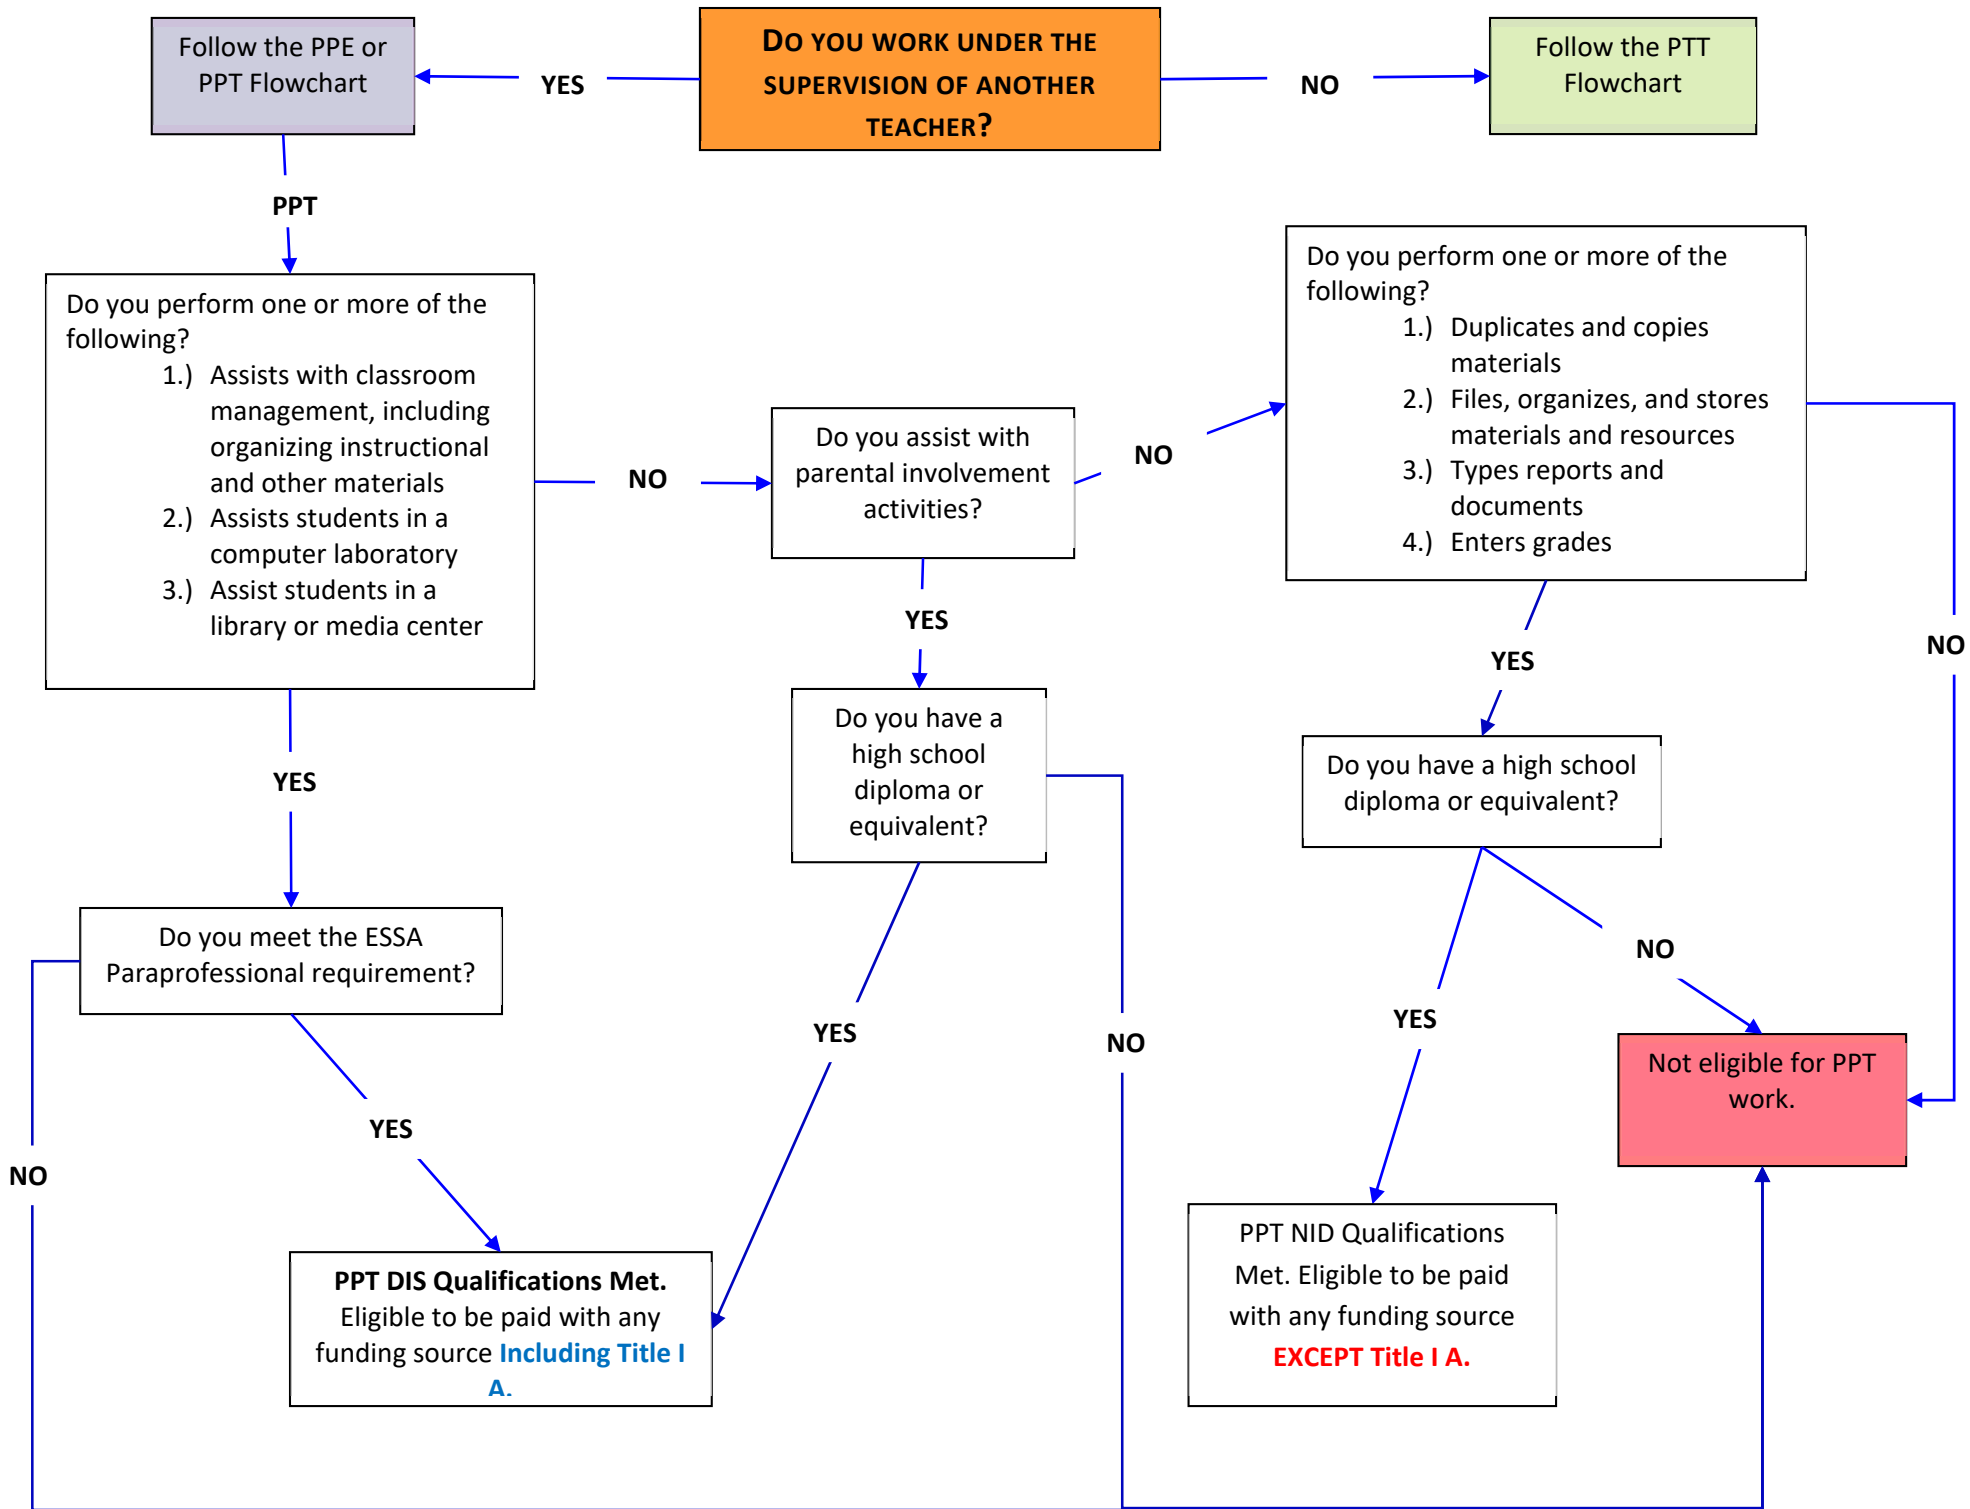 Follow the PPE or
PPT Flowchart
YES
DO YOU WORK UNDER THE
SUPERVISION OF ANOTHER
TEACHER?
NO
Follow the PTT
Flowchart
PPT
Do you perform one or more of the
following?
1.) Assists with classroom
management, including
organizing instructional
and other materials
2.) Assists students in a
computer laboratory
3.) Assist students in a
library or media center
NO
Do you assist with
parental involvement
activities?
NO
Do you perform one or more of the
following?
1.) Duplicates and copies
materials
2.) Files, organizes, and stores
materials and resources
3.) Types reports and
documents
4.) Enters grades
YES
YES
YES
NO
Do you have a
high school
diploma or
equivalent?
Do you have a high school
diploma or equivalent?
Do you meet the ESSA
Paraprofessional requirement?
NO
YES
YES
NO
YES
NO
Not eligible for PPT
work.
PPT DIS Qualifications Met.
Eligible to be paid with any
funding source Including Title I
A.
PPT NID Qualifications
Met. Eligible to be paid
with any funding source
EXCEPT Title I A.